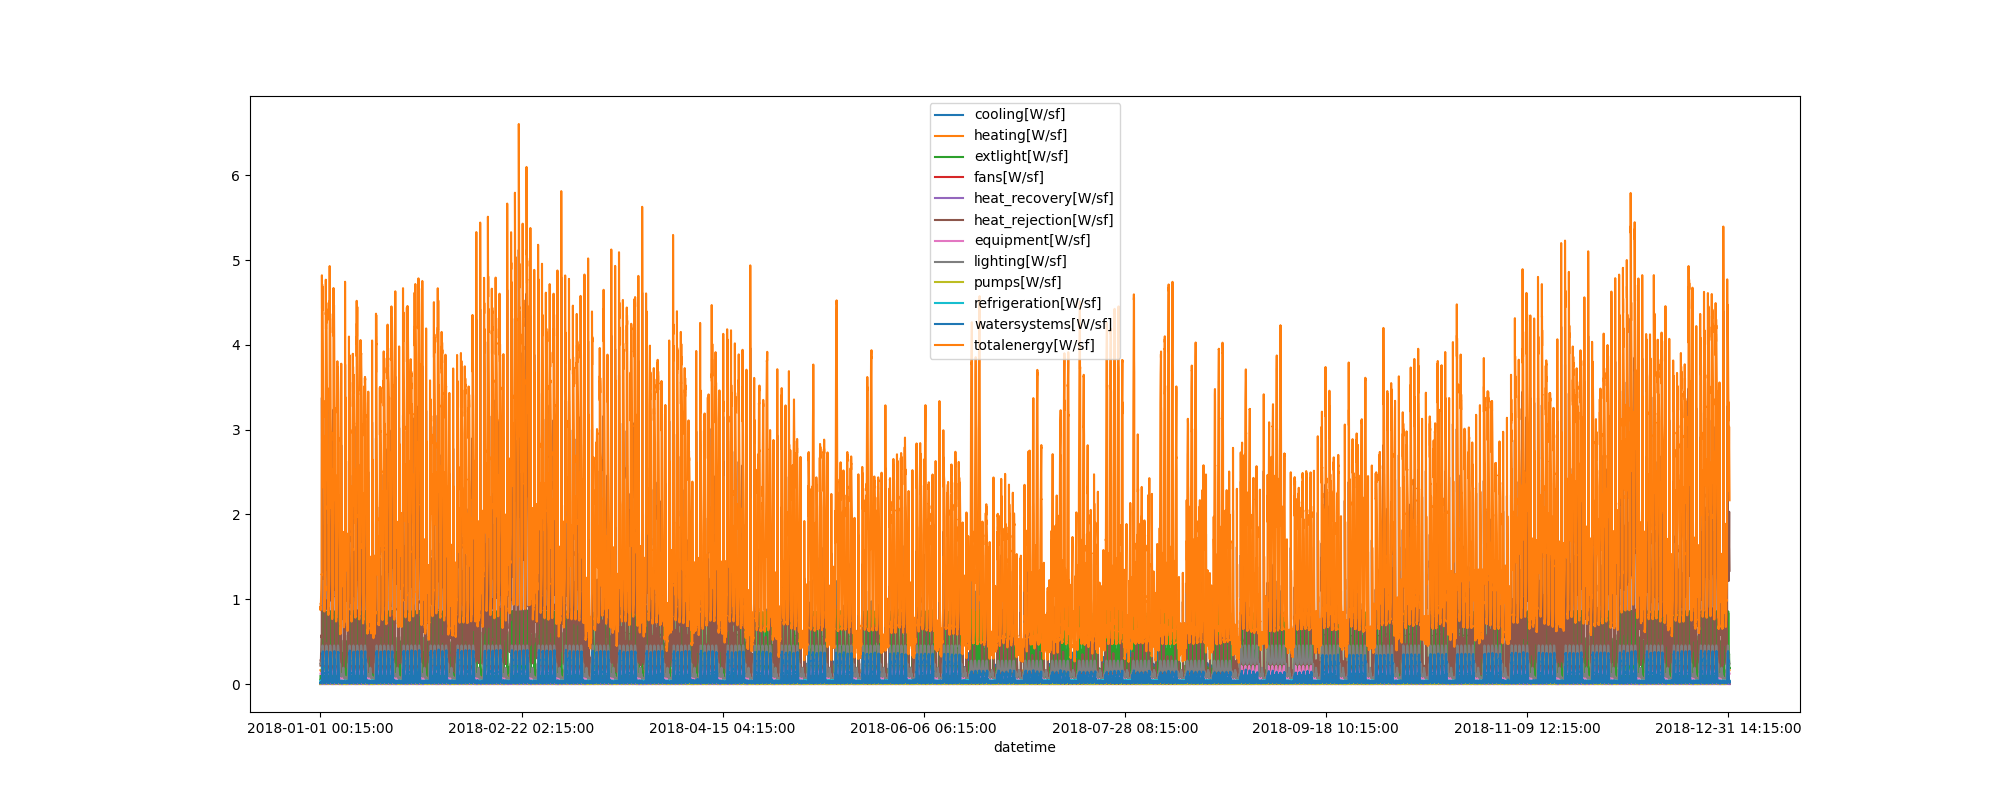 cooling[W/sf]
heating[W/sf]
extlight[W/sf]
fans[W/sf]
heat_recovery[W/sf]
heat_rejection[W/sf]
equipment[W/sf]
lighting[W/sf]
pumps[W/sf]
refrigeration[W/sf]
watersystems[W/sf]
totalenergy[W/sf]
6
5
4
3
2
1
0
2018-01-01 00:15:00 2018-02-22 02:15:00 2018-04-15 04:15:00 2018-06-06 06:15:00 2018-07-28 08:15:00 2018-09-18 10:15:00 2018-11-09 12:15:00 2018-12-31 14:15:00
datetime